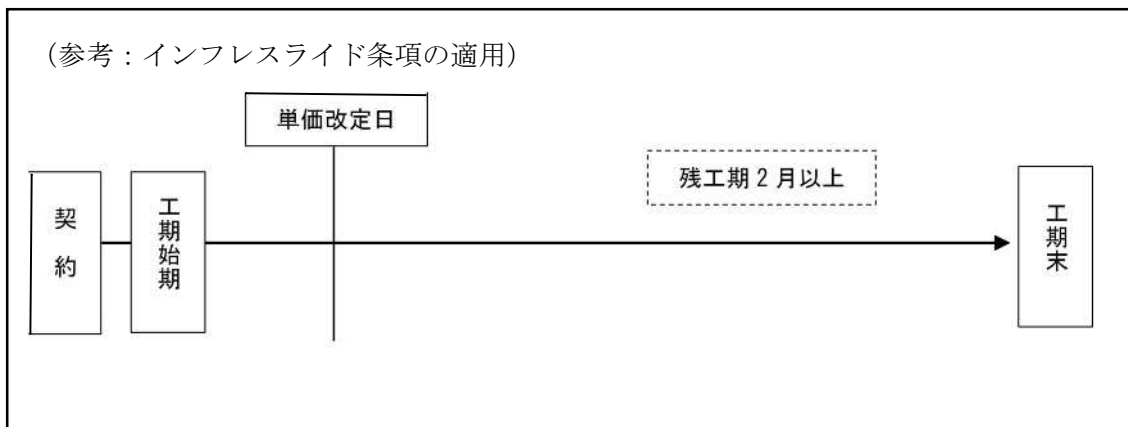 （参考：インフレスライド条項の適用）
単価改定日
残工期２月以上
契約
工期始期
工期末